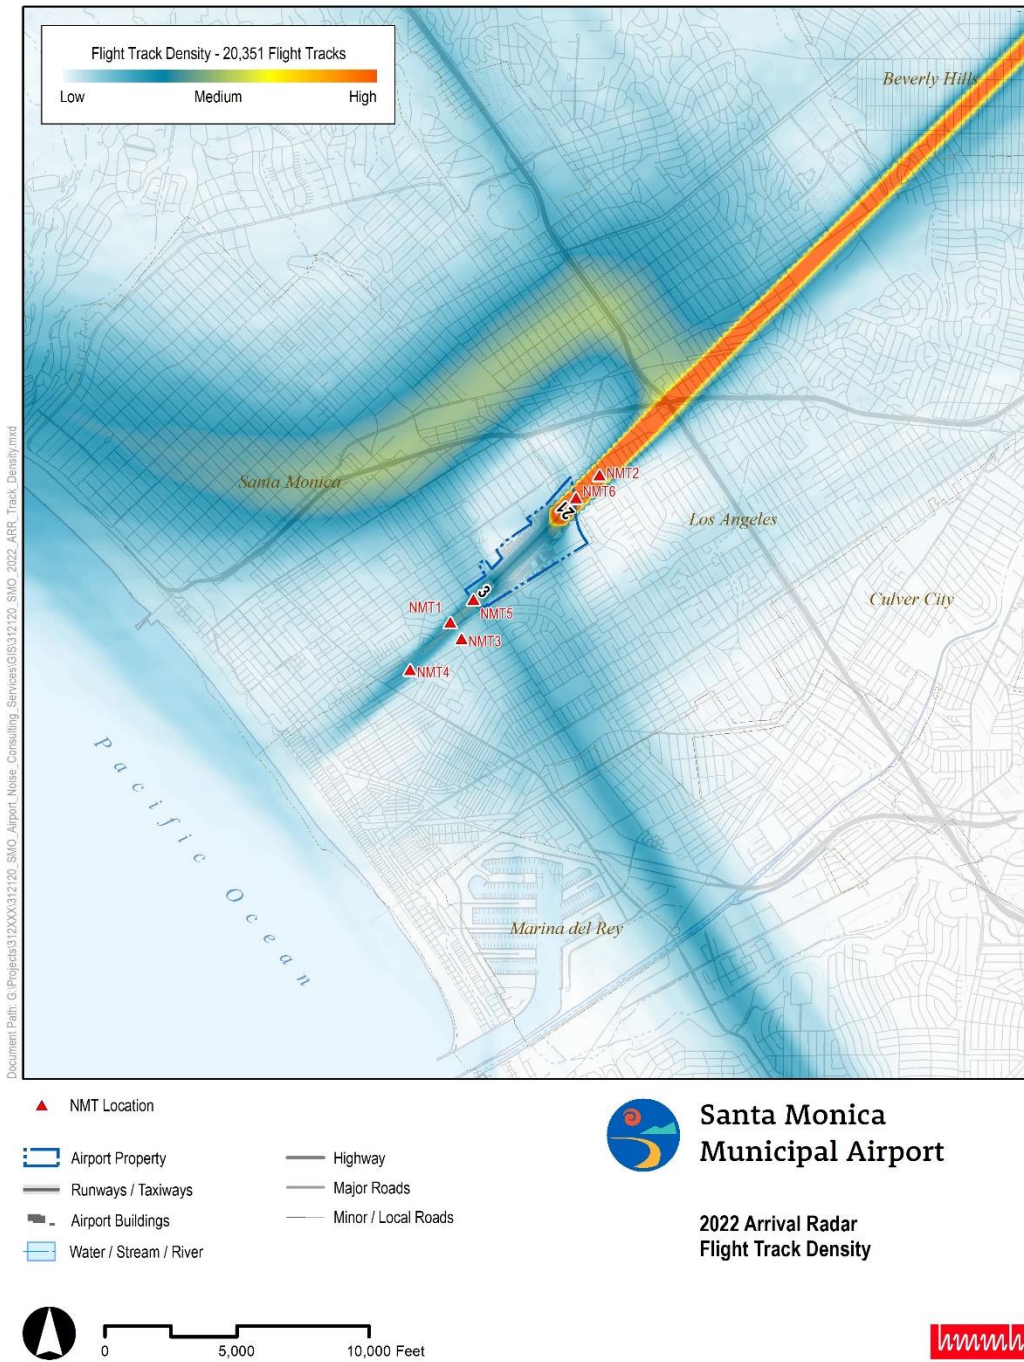 Flight Track Density - 20,351 Flight Tracks
Low Medium High
Beverly Hills
Santa Monica
NMT2
NMT6
21
Los Angeles
3
NMT1
NMT5
NMT3
NMT4
Culver City
Pacific Ocean
Marina del Rey
Document Path: G:\Projects\312XXX\312120_SMO_Airport_Noise_Consulting_Services\GIS\312120_SMO_2022_ARR_Track_Density.mxd
NMT Location
Airport Property
Runways / Taxiways
Airport Buildings
Water / Stream / River
Highway
Major Roads
Minor / Local Roads
Santa Monica
Municipal Airport
2022 Arrival Radar
Flight Track Density
0 5,000 10,000 Feet
hmmh